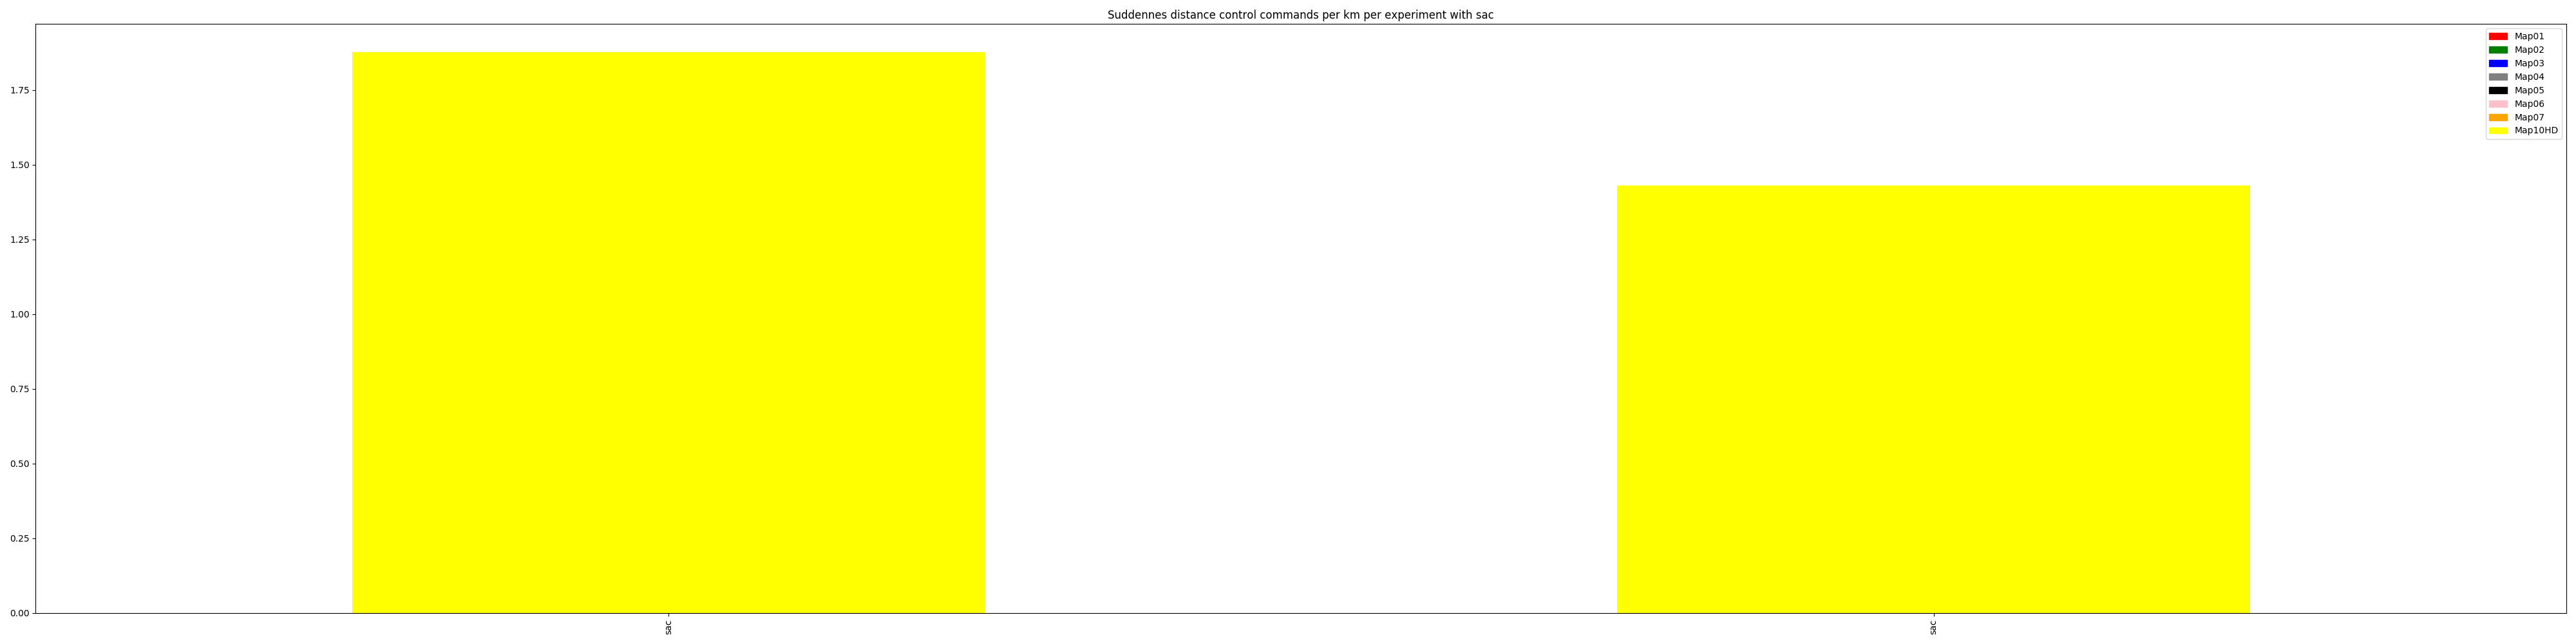 Suddennes distance control commands per km per experiment with sac
Map01
Map02
Map03
Map04
Map05
Map06
Map07
Map10HD
1.75
1.50
1.25
1.00
0.75
0.50
0.25
0.00
sac
sac